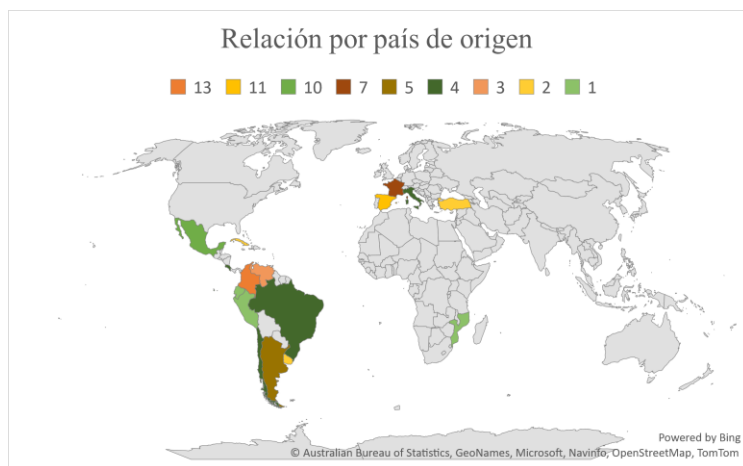 Relación por país de origen
13 11 10 7 5 4 3 2 1
Powered by Bing
© Australian Bureau of Statistics, GeoNames, Microsoft, Navinfo, OpenStreetMap, TomTom